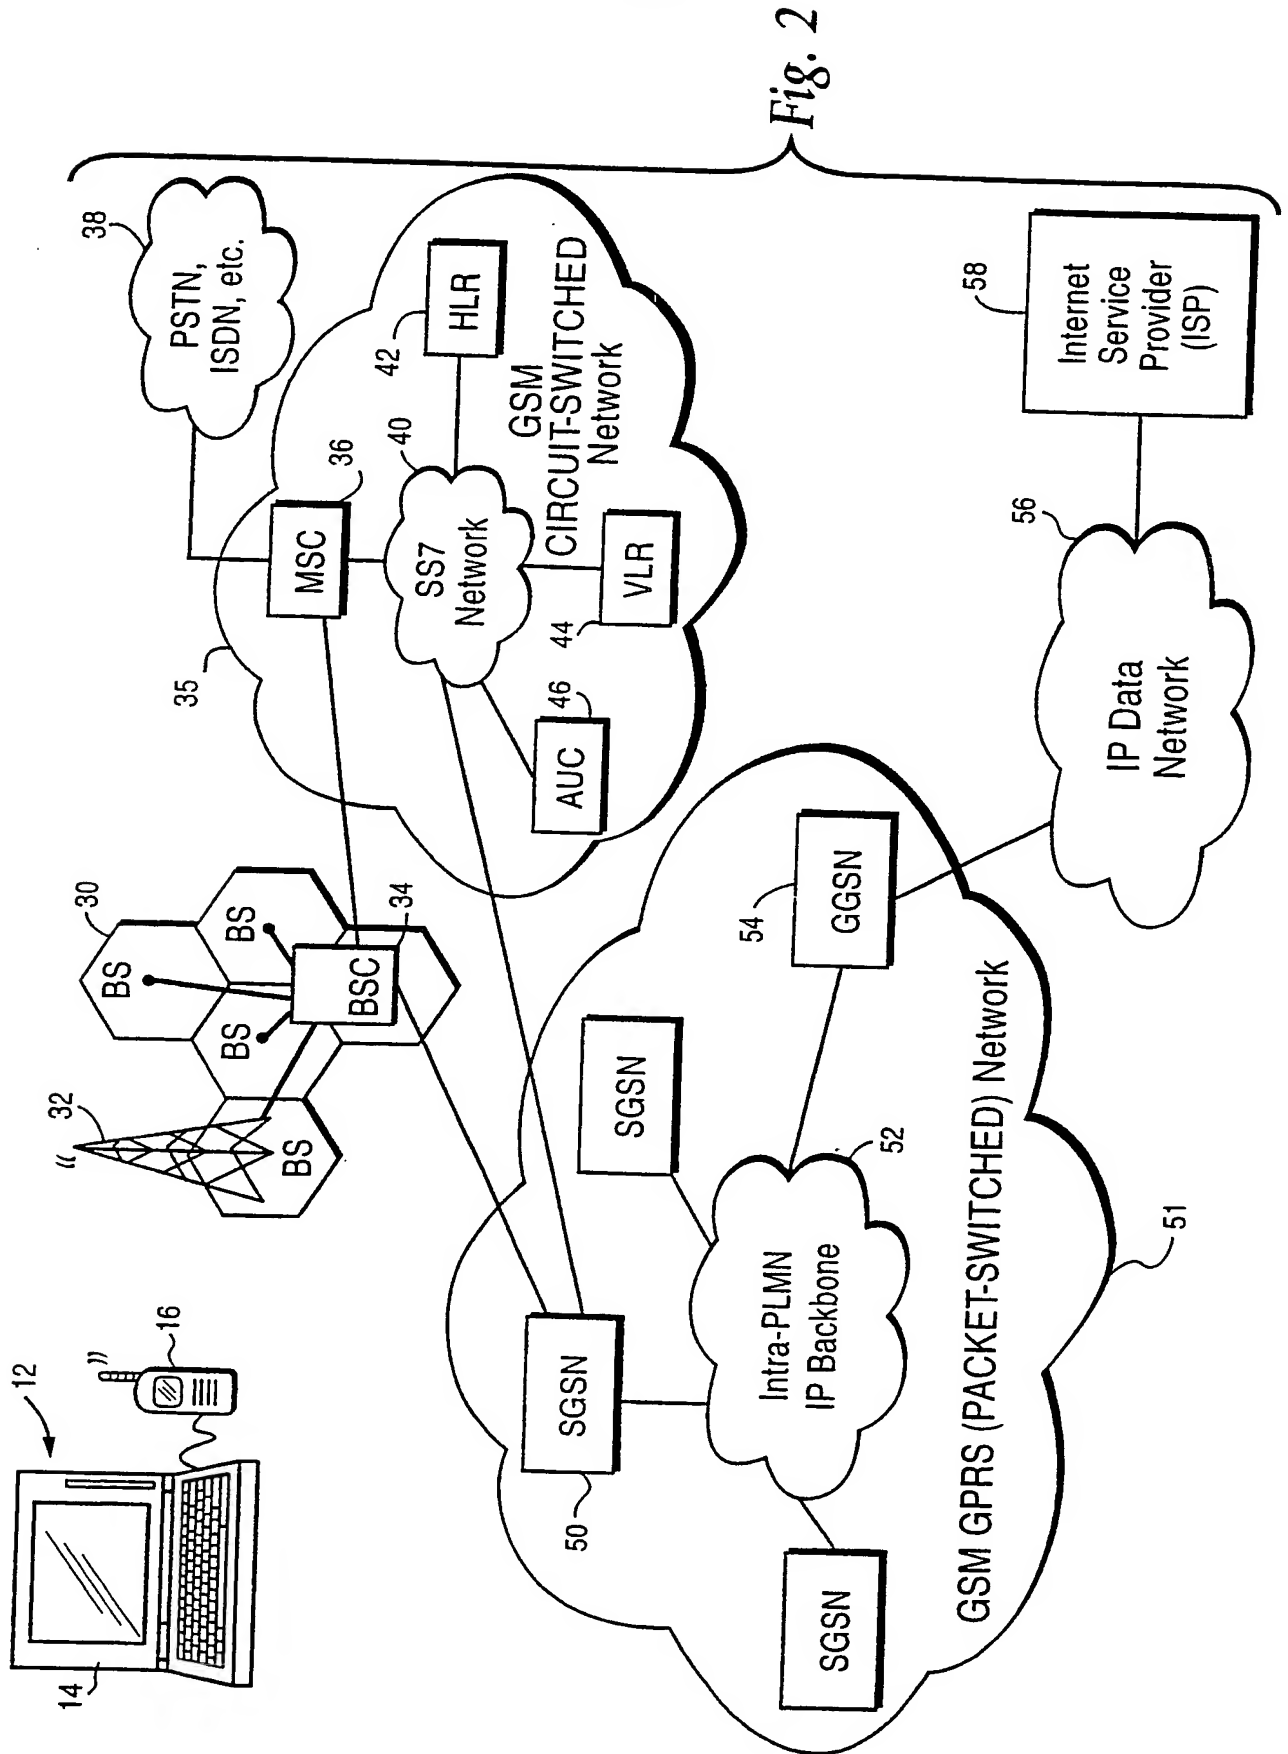 12
14
16
32
BS
BS
BS
BS
30
BSC
34
35
MSC
36
38
PSTN,
ISDN, etc.
SS7
Network
40
42
HLR
GSM
CIRCUIT-SWITCHED
Network
44
VLR
AUC
46
50
SGSN
SGSN
SGSN
Intra-PLMN
IP Backbone
52
54
GGSN
GSM GPRS (PACKET-SWITCHED) Network
51
56
IP Data
Network
58
Internet
Service
Provider
(ISP)
Fig. 2